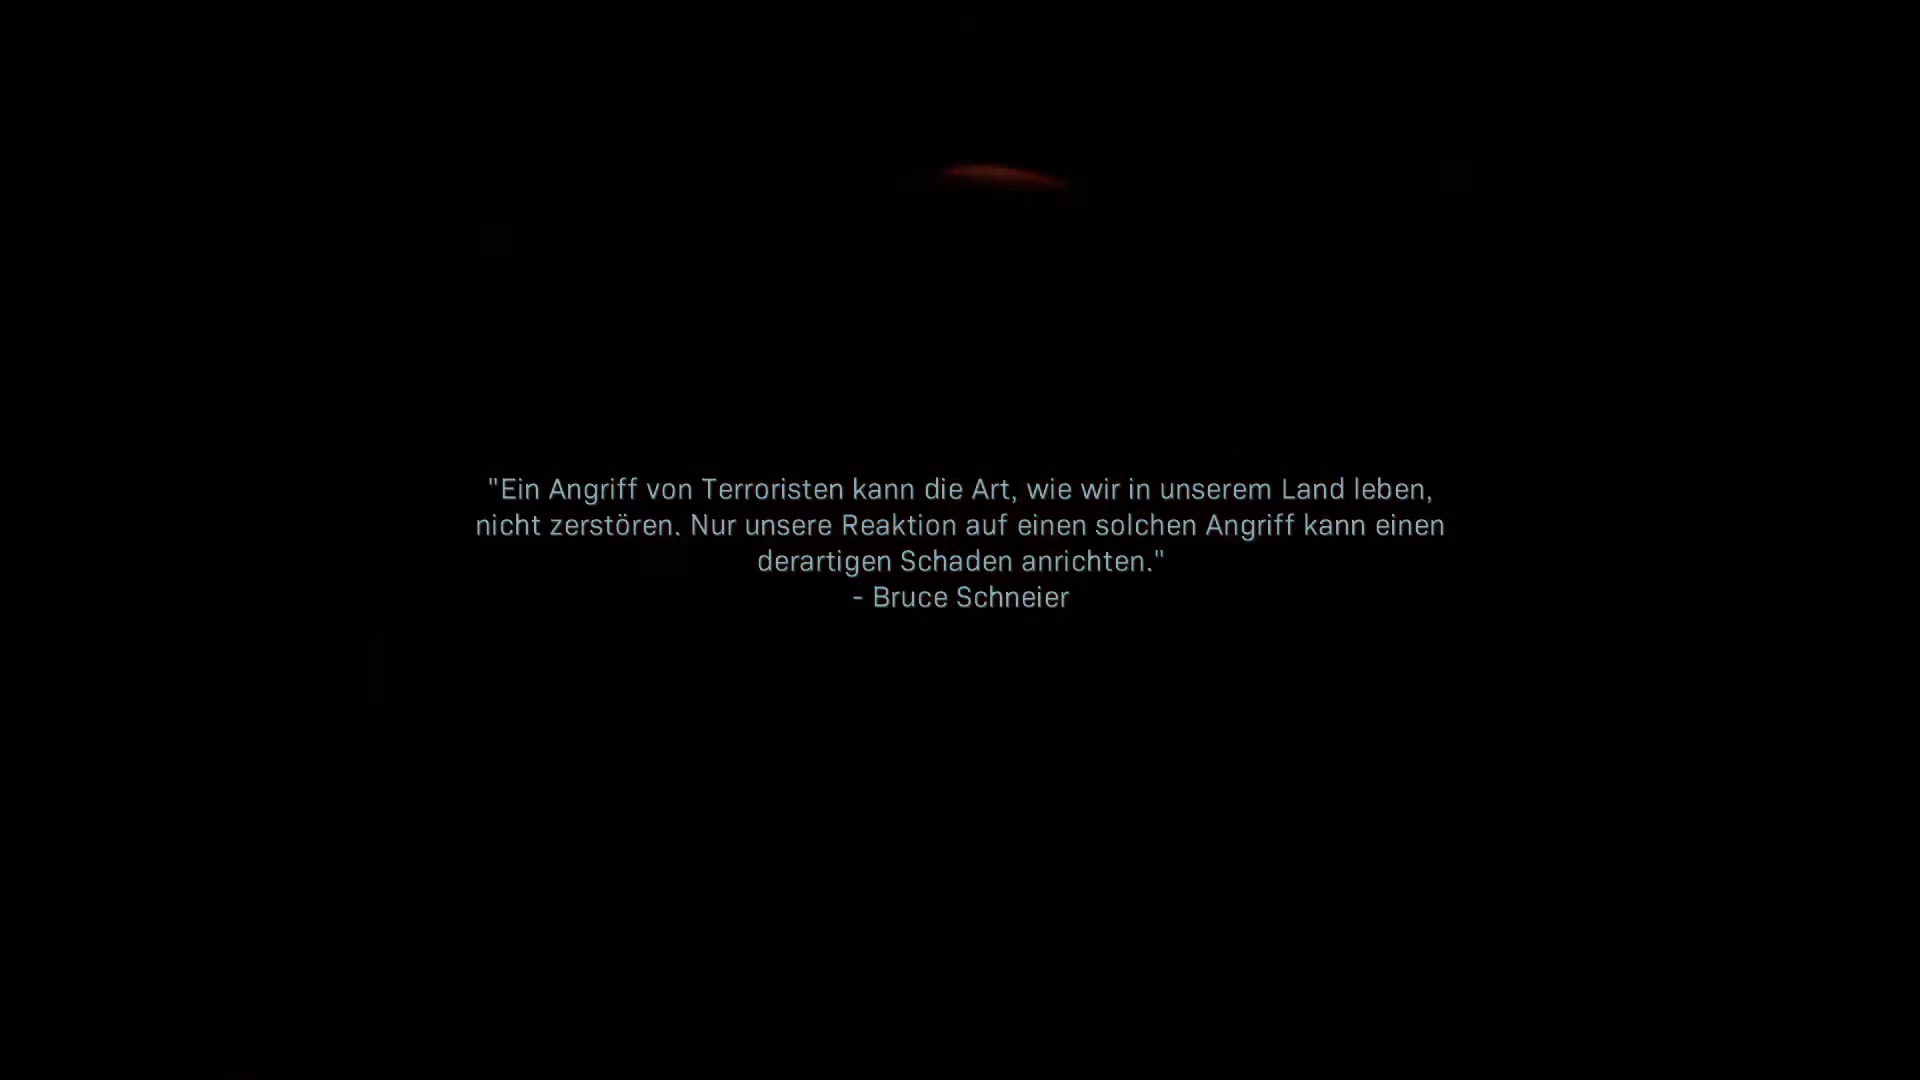 "Ein Angriff von Terroristen kann die Art, wie wir in unserem Land leben,
nicht zerstören. Nur unsere Reaktion auf einen solchen Angriff kann einen
derartigen Schaden anrichten."
- Bruce Schneier